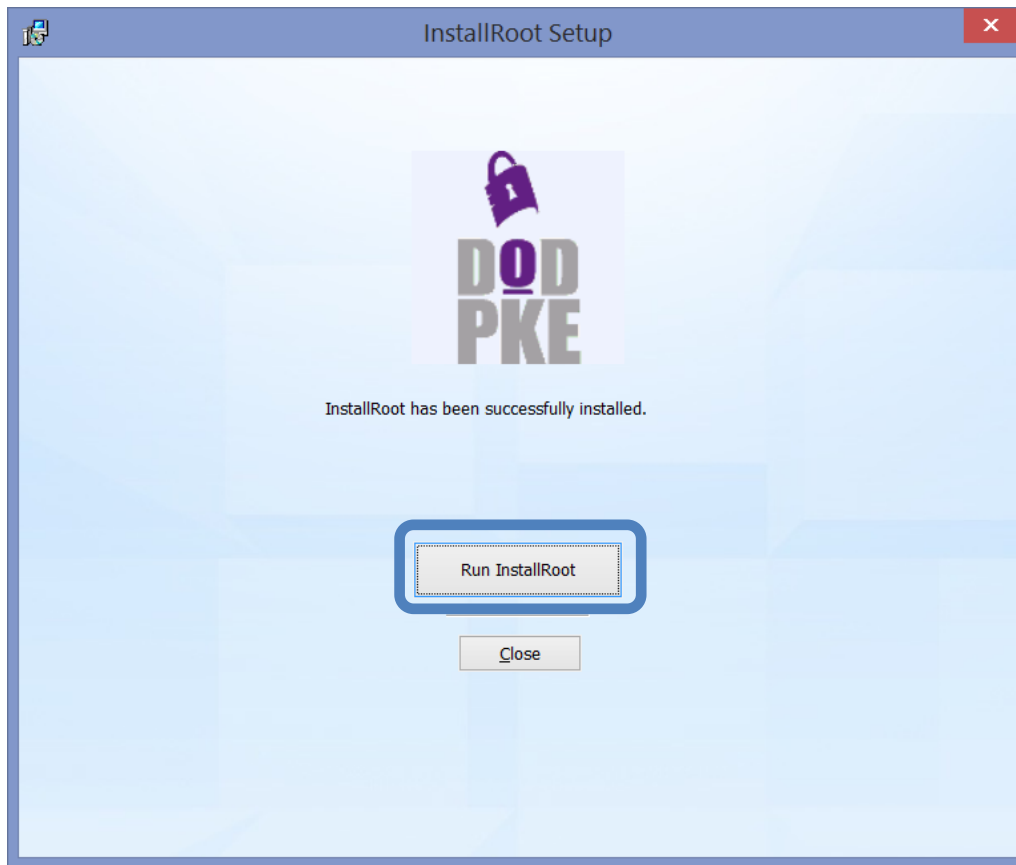 InstallRoot Setup
DOD
PKE
InstallRoot has been successfully installed.
Run InstallRoot
Close